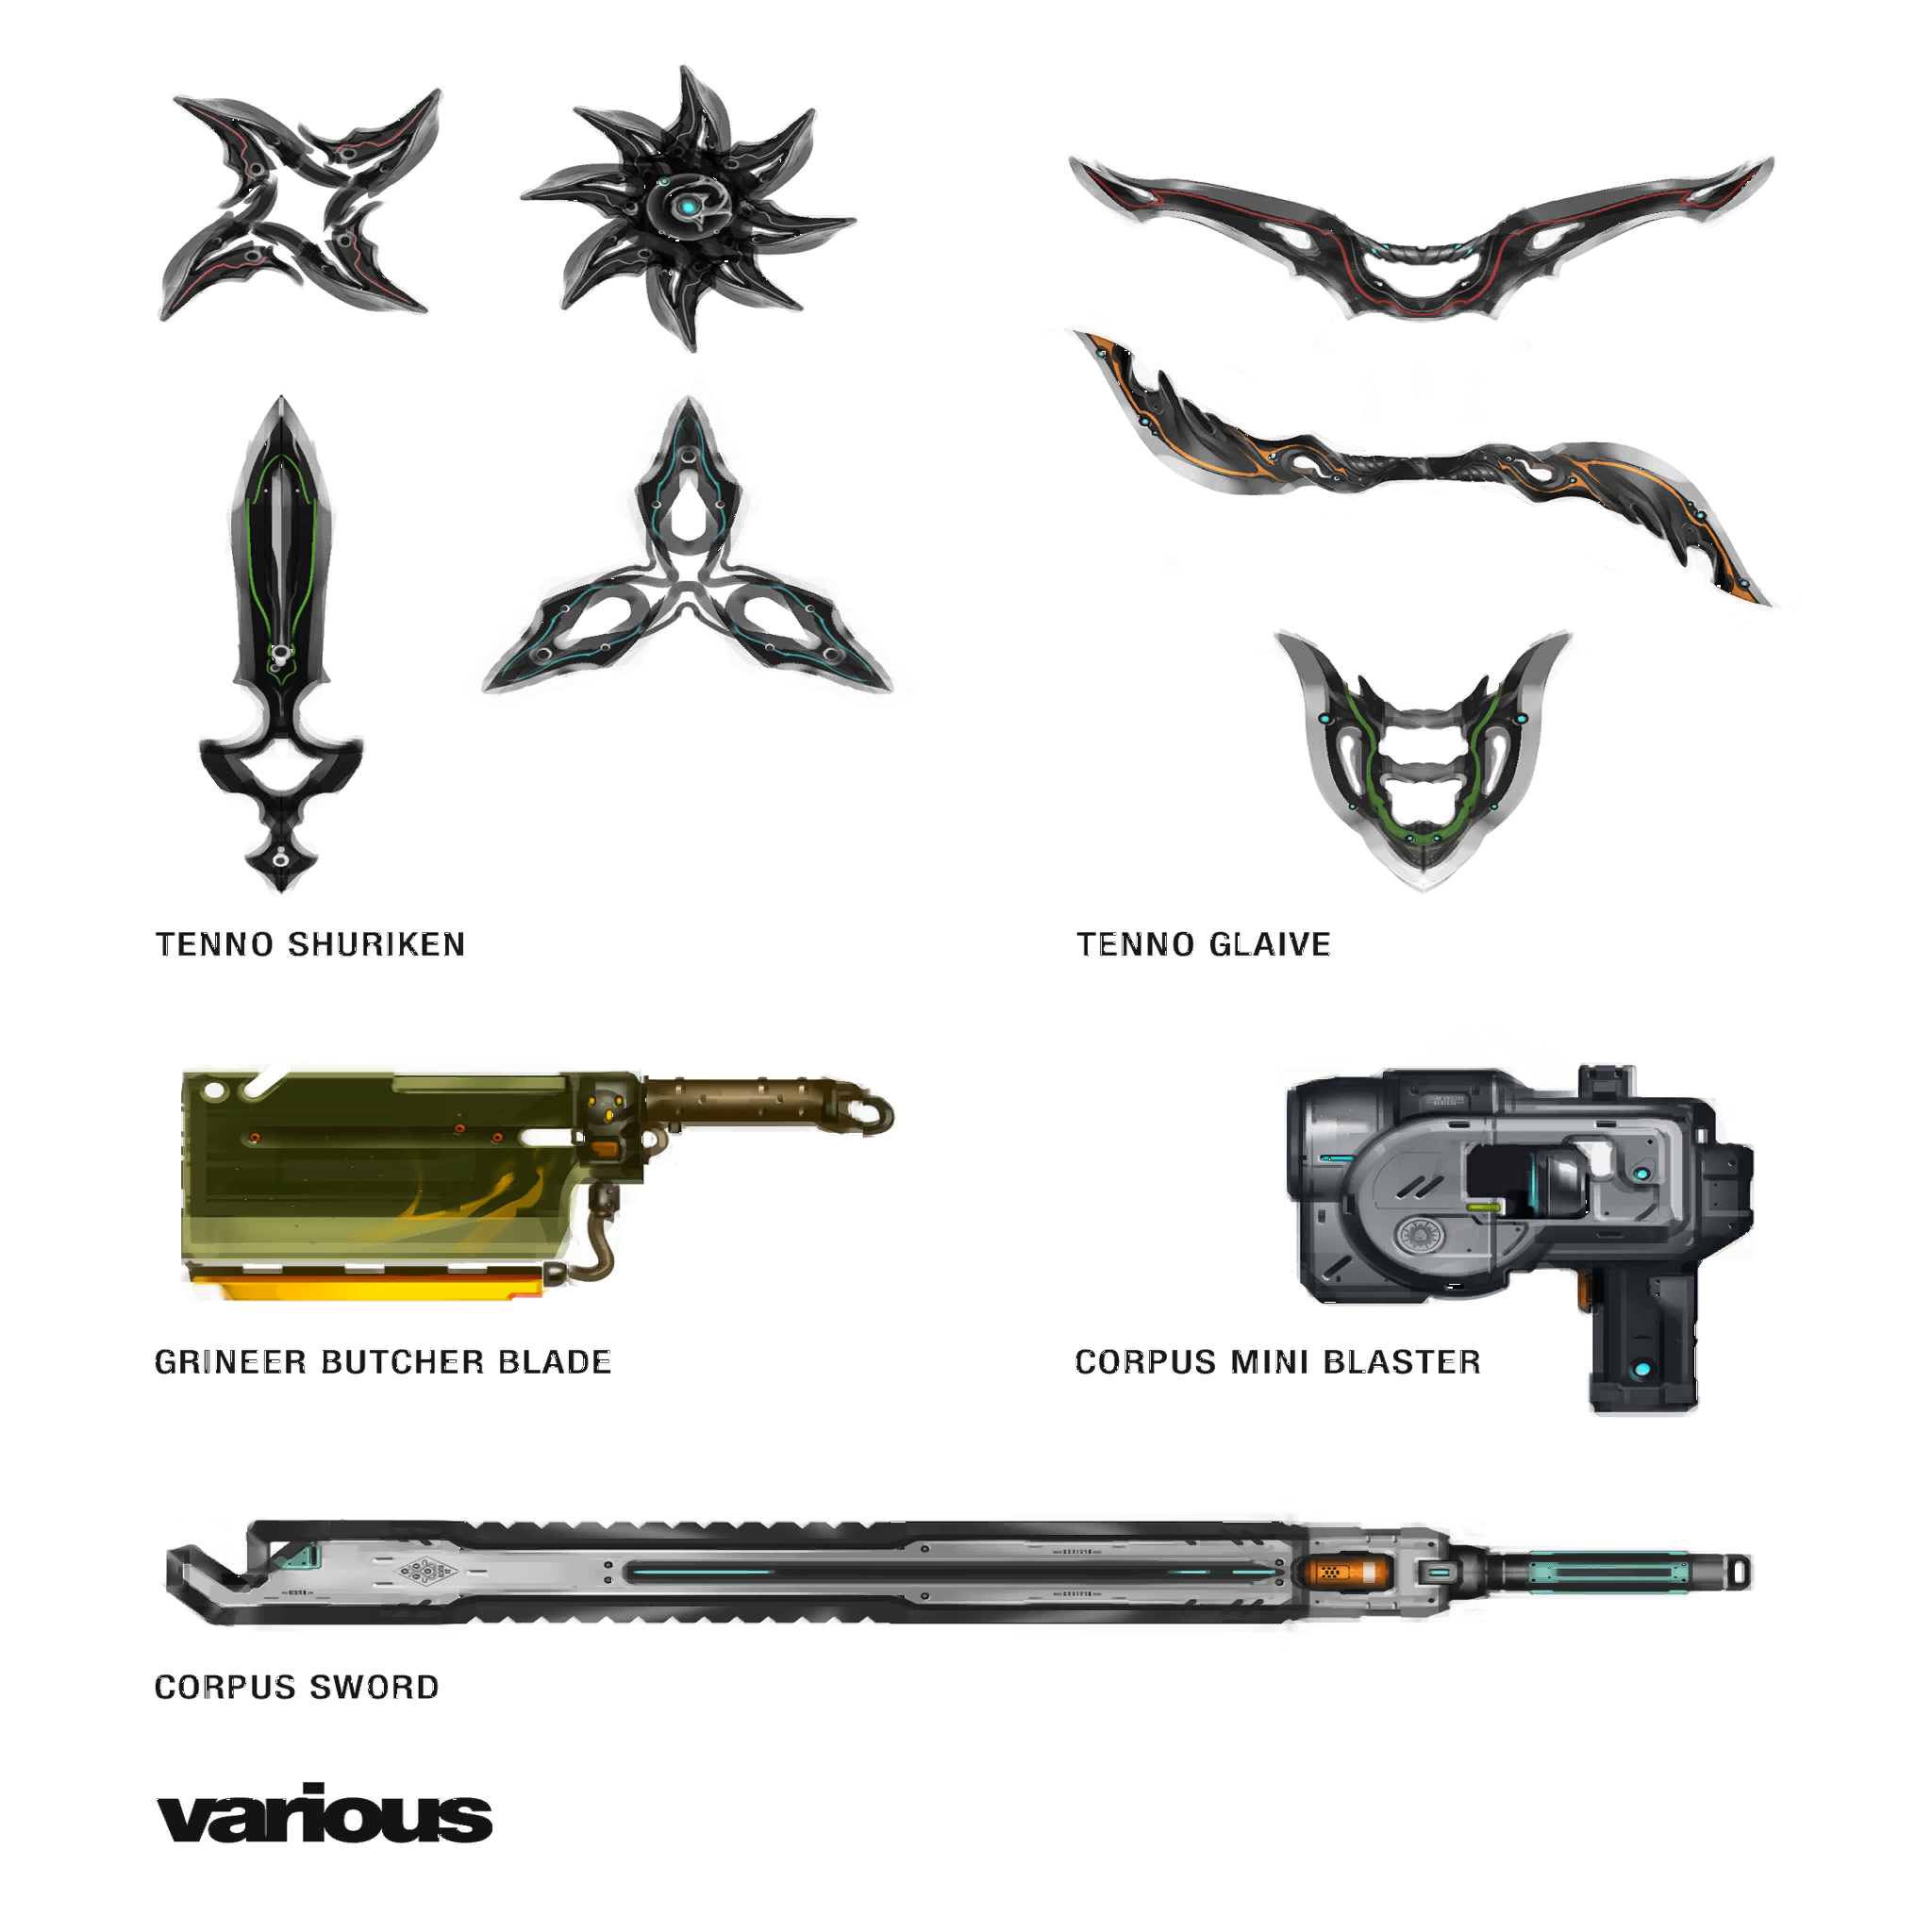 TENNO SHURIKEN
TENNO GLAIVE
GRINEER BUTCHER BLADE
CORPUS MINI BLASTER
CORPUS SWORD
various